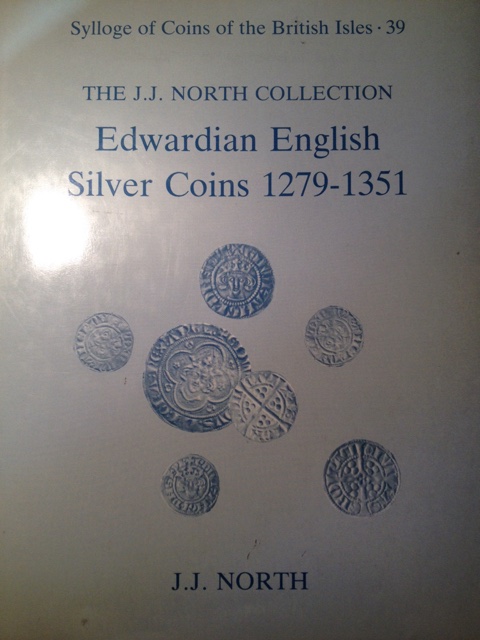 Sylloge of Coins of the British Isles · 39
THE J.J. NORTH COLLECTION
Edwardian English
Silver Coins 1279-1351
J.J. NORTH